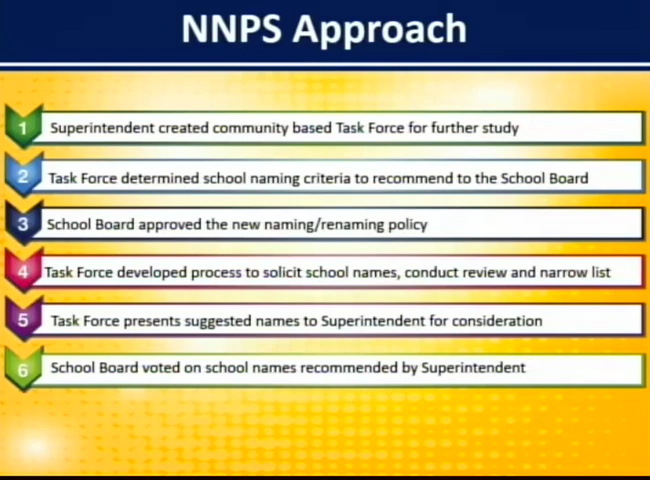 NNPS Approach
1 Superintendent created community based Task Force for further study
2 Task Force determined school naming criteria to recommend to the School Board
3 School Board approved the new naming/renaming policy
4 Task Force developed process to solicit school names, conduct review and narrow list
5 Task Force presents suggested names to Superintendent for consideration
6 School Board voted on school names recommended by Superintendent